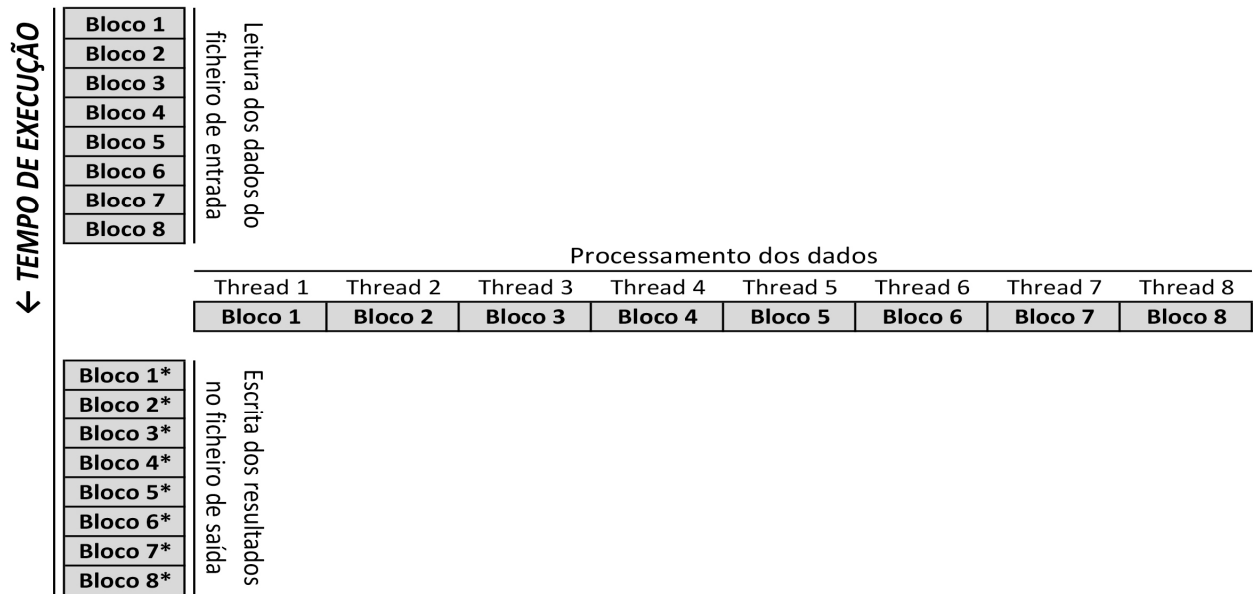 ← TEMPO DE EXECUÇÃO
Bloco 1
Bloco 2
Bloco 3
Bloco 4
Bloco 5
Bloco 6
Bloco 7
Bloco 8
Leitura dos dados do
ficheiro de entrada
Processamento dos dados
Thread 1 Thread 2 Thread 3 Thread 4 Thread 5 Thread 6 Thread 7 Thread 8
Bloco 1 Bloco 2 Bloco 3 Bloco 4 Bloco 5 Bloco 6 Bloco 7 Bloco 8
Bloco 1*
Bloco 2*
Bloco 3*
Bloco 4*
Bloco 5*
Bloco 6*
Bloco 7*
Bloco 8*
Escrita dos resultados
no ficheiro de saída